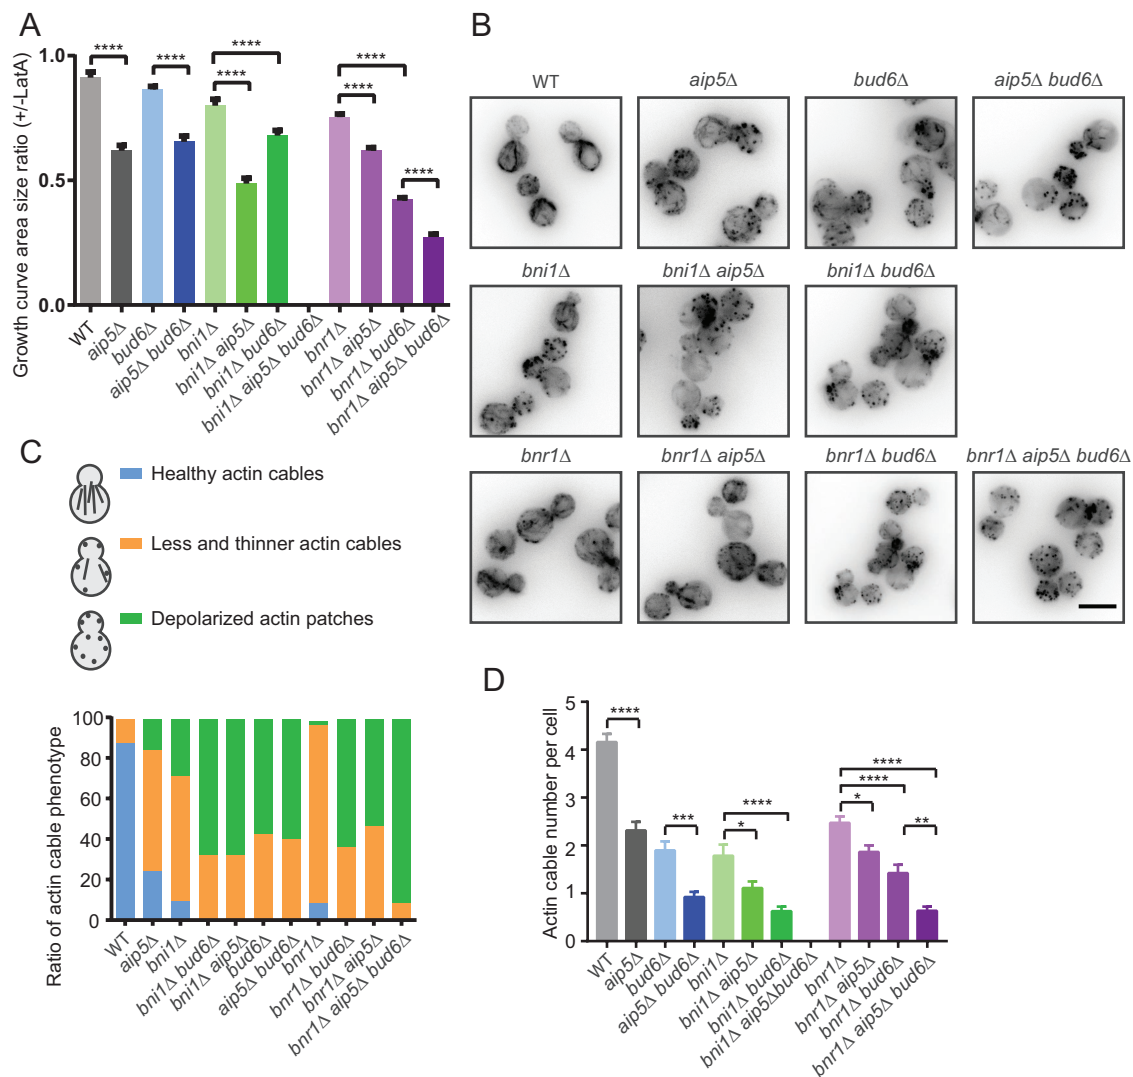 A
Growth curve area size ratio (+/-LatA)
1.0
0.5
0.0
****
****
****
****
****
****
****
WT
aip5Δ
bud6Δ
aip5Δ bud6Δ
bni1Δ
bni1Δ aip5Δ
bni1Δ bud6Δ
bni1Δ aip5Δ bud6Δ
bnr1Δ
bnr1Δ aip5Δ
bnr1Δ bud6Δ
bnr1Δ aip5Δ bud6Δ
B
WT
aip5Δ
bud6Δ
aip5Δ bud6Δ
bni1Δ
bni1Δ aip5Δ
bni1Δ bud6Δ
bnr1Δ
bnr1Δ aip5Δ
bnr1Δ bud6Δ
bnr1Δ aip5Δ bud6Δ
C
Healthy actin cables
Less and thinner actin cables
Depolarized actin patches
Ratio of actin cable phenotype
100
80
60
40
20
0
WT
aip5Δ
bni1Δ
bni1Δ bud6Δ
bni1Δ aip5Δ
bud6Δ
aip5Δ bud6Δ
bnr1Δ
bnr1Δ bud6Δ
bnr1Δ aip5Δ
bnr1Δ aip5Δ bud6Δ
D
Actin cable number per cell
5
4
3
2
1
0
****
***
****
*
****
****
*
**
WT
aip5Δ
bud6Δ
aip5Δ bud6Δ
bni1Δ
bni1Δ aip5Δ
bni1Δ bud6Δ
bni1Δ aip5Δbud6Δ
bnr1Δ
bnr1Δ aip5Δ
bnr1Δ bud6Δ
bnr1Δ aip5Δ bud6Δ